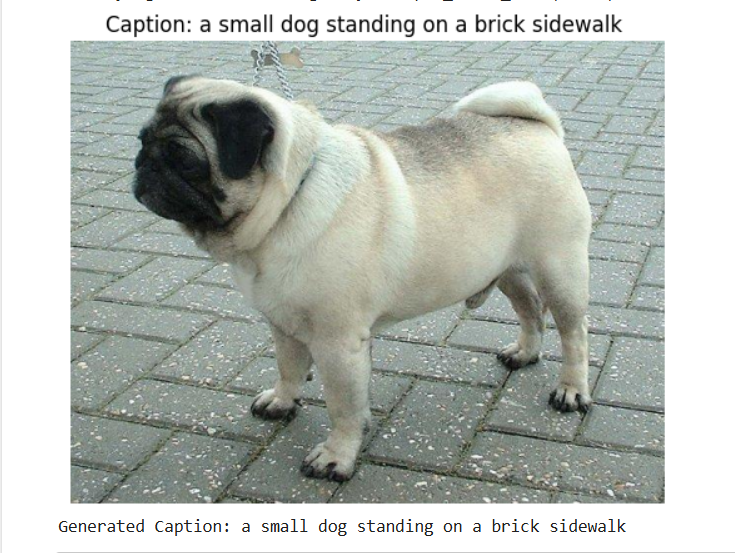 Caption: a small dog standing on a brick sidewalk
Generated Caption: a small dog standing on a brick sidewalk